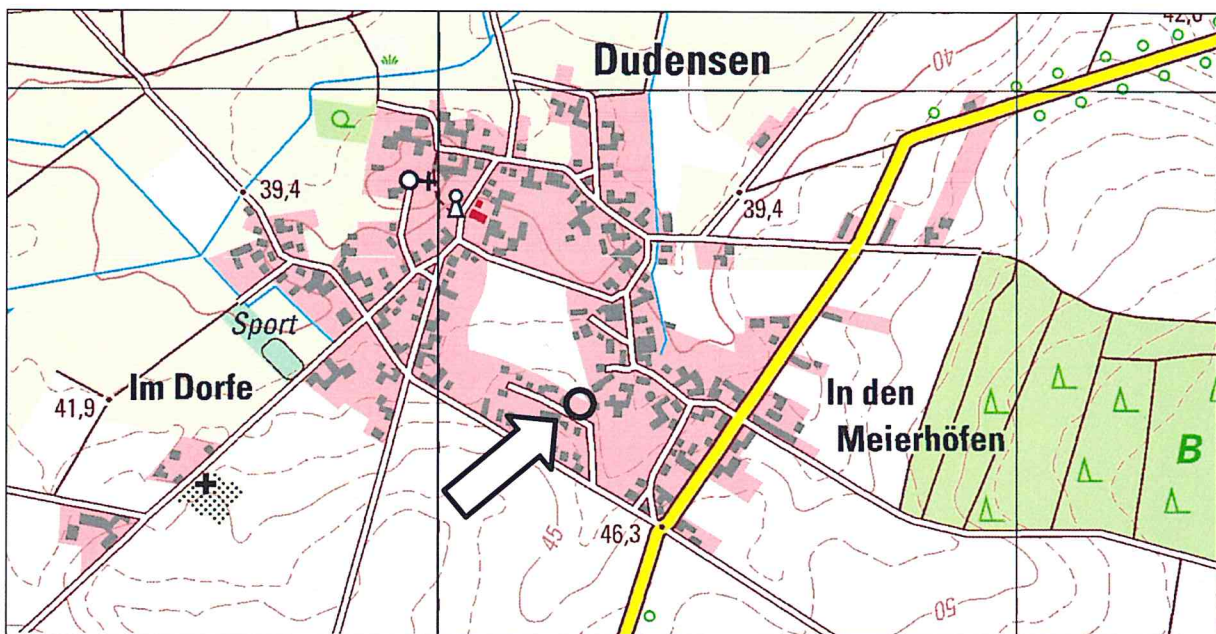 42,0
Dudensen
40
39,4
39,4
Sport
Im Dorfe
41,9
In den
Meierhöfen
B
46,3
45
50